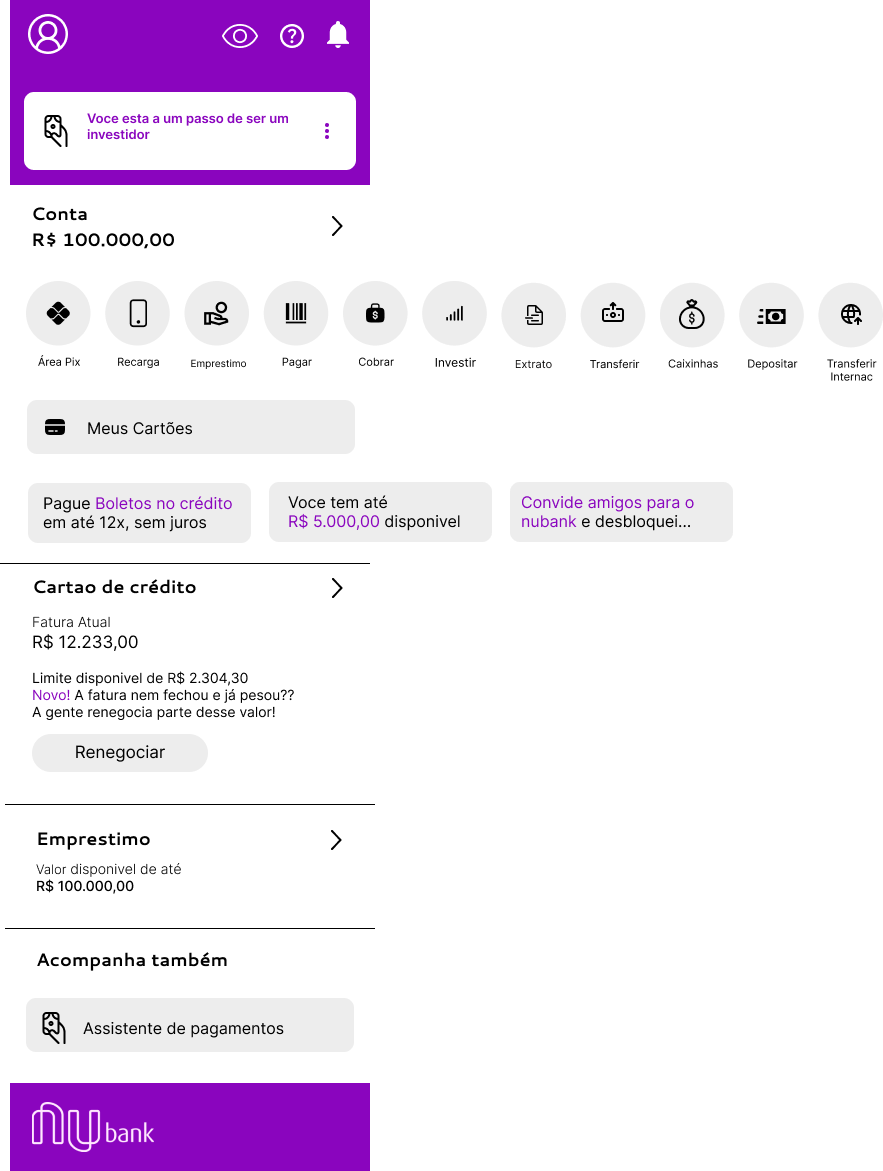 Voce esta a um passo de ser um
investidor
Conta
R$ 100.000,00
Área Pix
Recarga
Emprestimo
Pagar
Cobrar
Investir
Extrato
Transferir
Caixinhas
Depositar
Transferir
Internac
Meus Cartões
Pague Boletos no crédito
em até 12x, sem juros
Voce tem até
R$ 5.000,00 disponivel
Convide amigos para o
nubank e desbloquei...
Cartao de crédito
Fatura Atual
R$ 12.233,00
Limite disponivel de R$ 2.304,30
Novo! A fatura nem fechou e já pesou??
A gente renegocia parte desse valor!
Renegociar
Emprestimo
Valor disponivel de até
R$ 100.000,00
Acompanha também
Assistente de pagamentos
nu bank